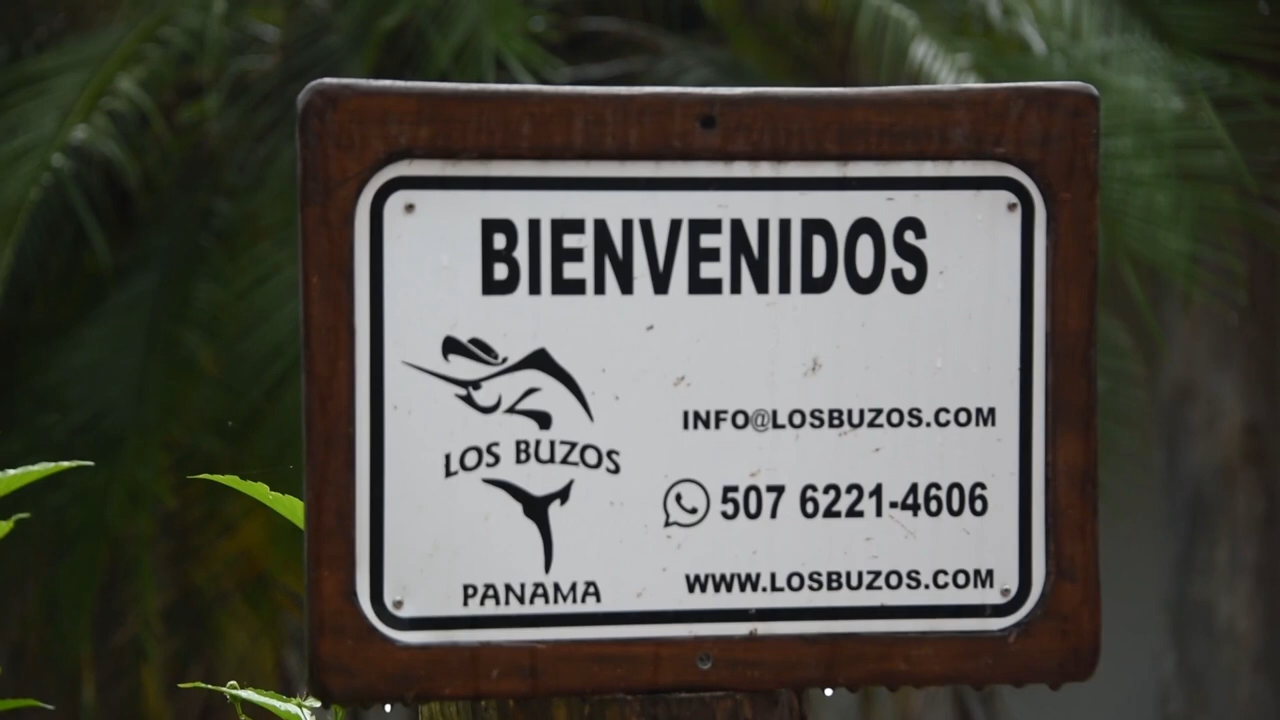 BIENVENIDOS
LOS BUZOS
PANAMA
INFO@LOSBUZOS.COM
507 6221-4606
WWW.LOSBUZOS.COM